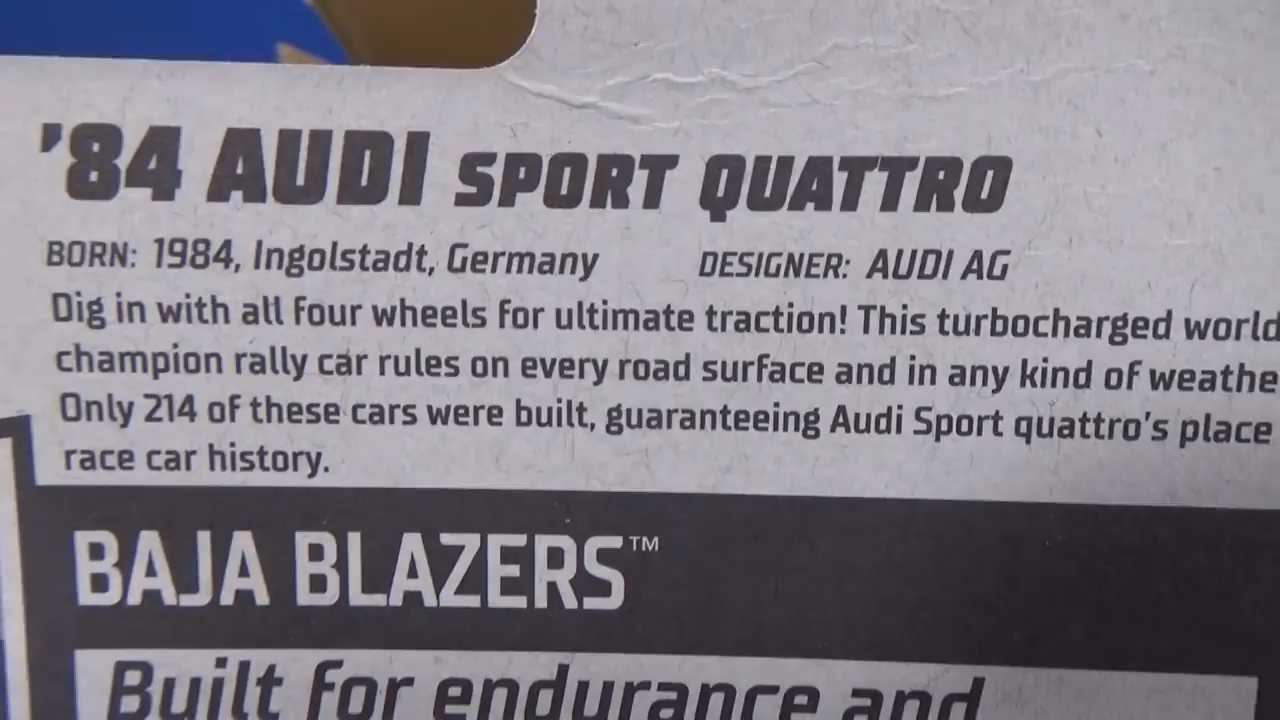 '84 AUDI SPORT QUATTRO
BORN: 1984, Ingolstadt, Germany DESIGNER: AUDI AG
Dig in with all four wheels for ultimate traction! This turbocharged world
champion rally car rules on every road surface and in any kind of weathe
Only 214 of these cars were built, guaranteeing Audi Sport quattro's place
race car history.
BAJA BLAZERS™
Built for endurance and